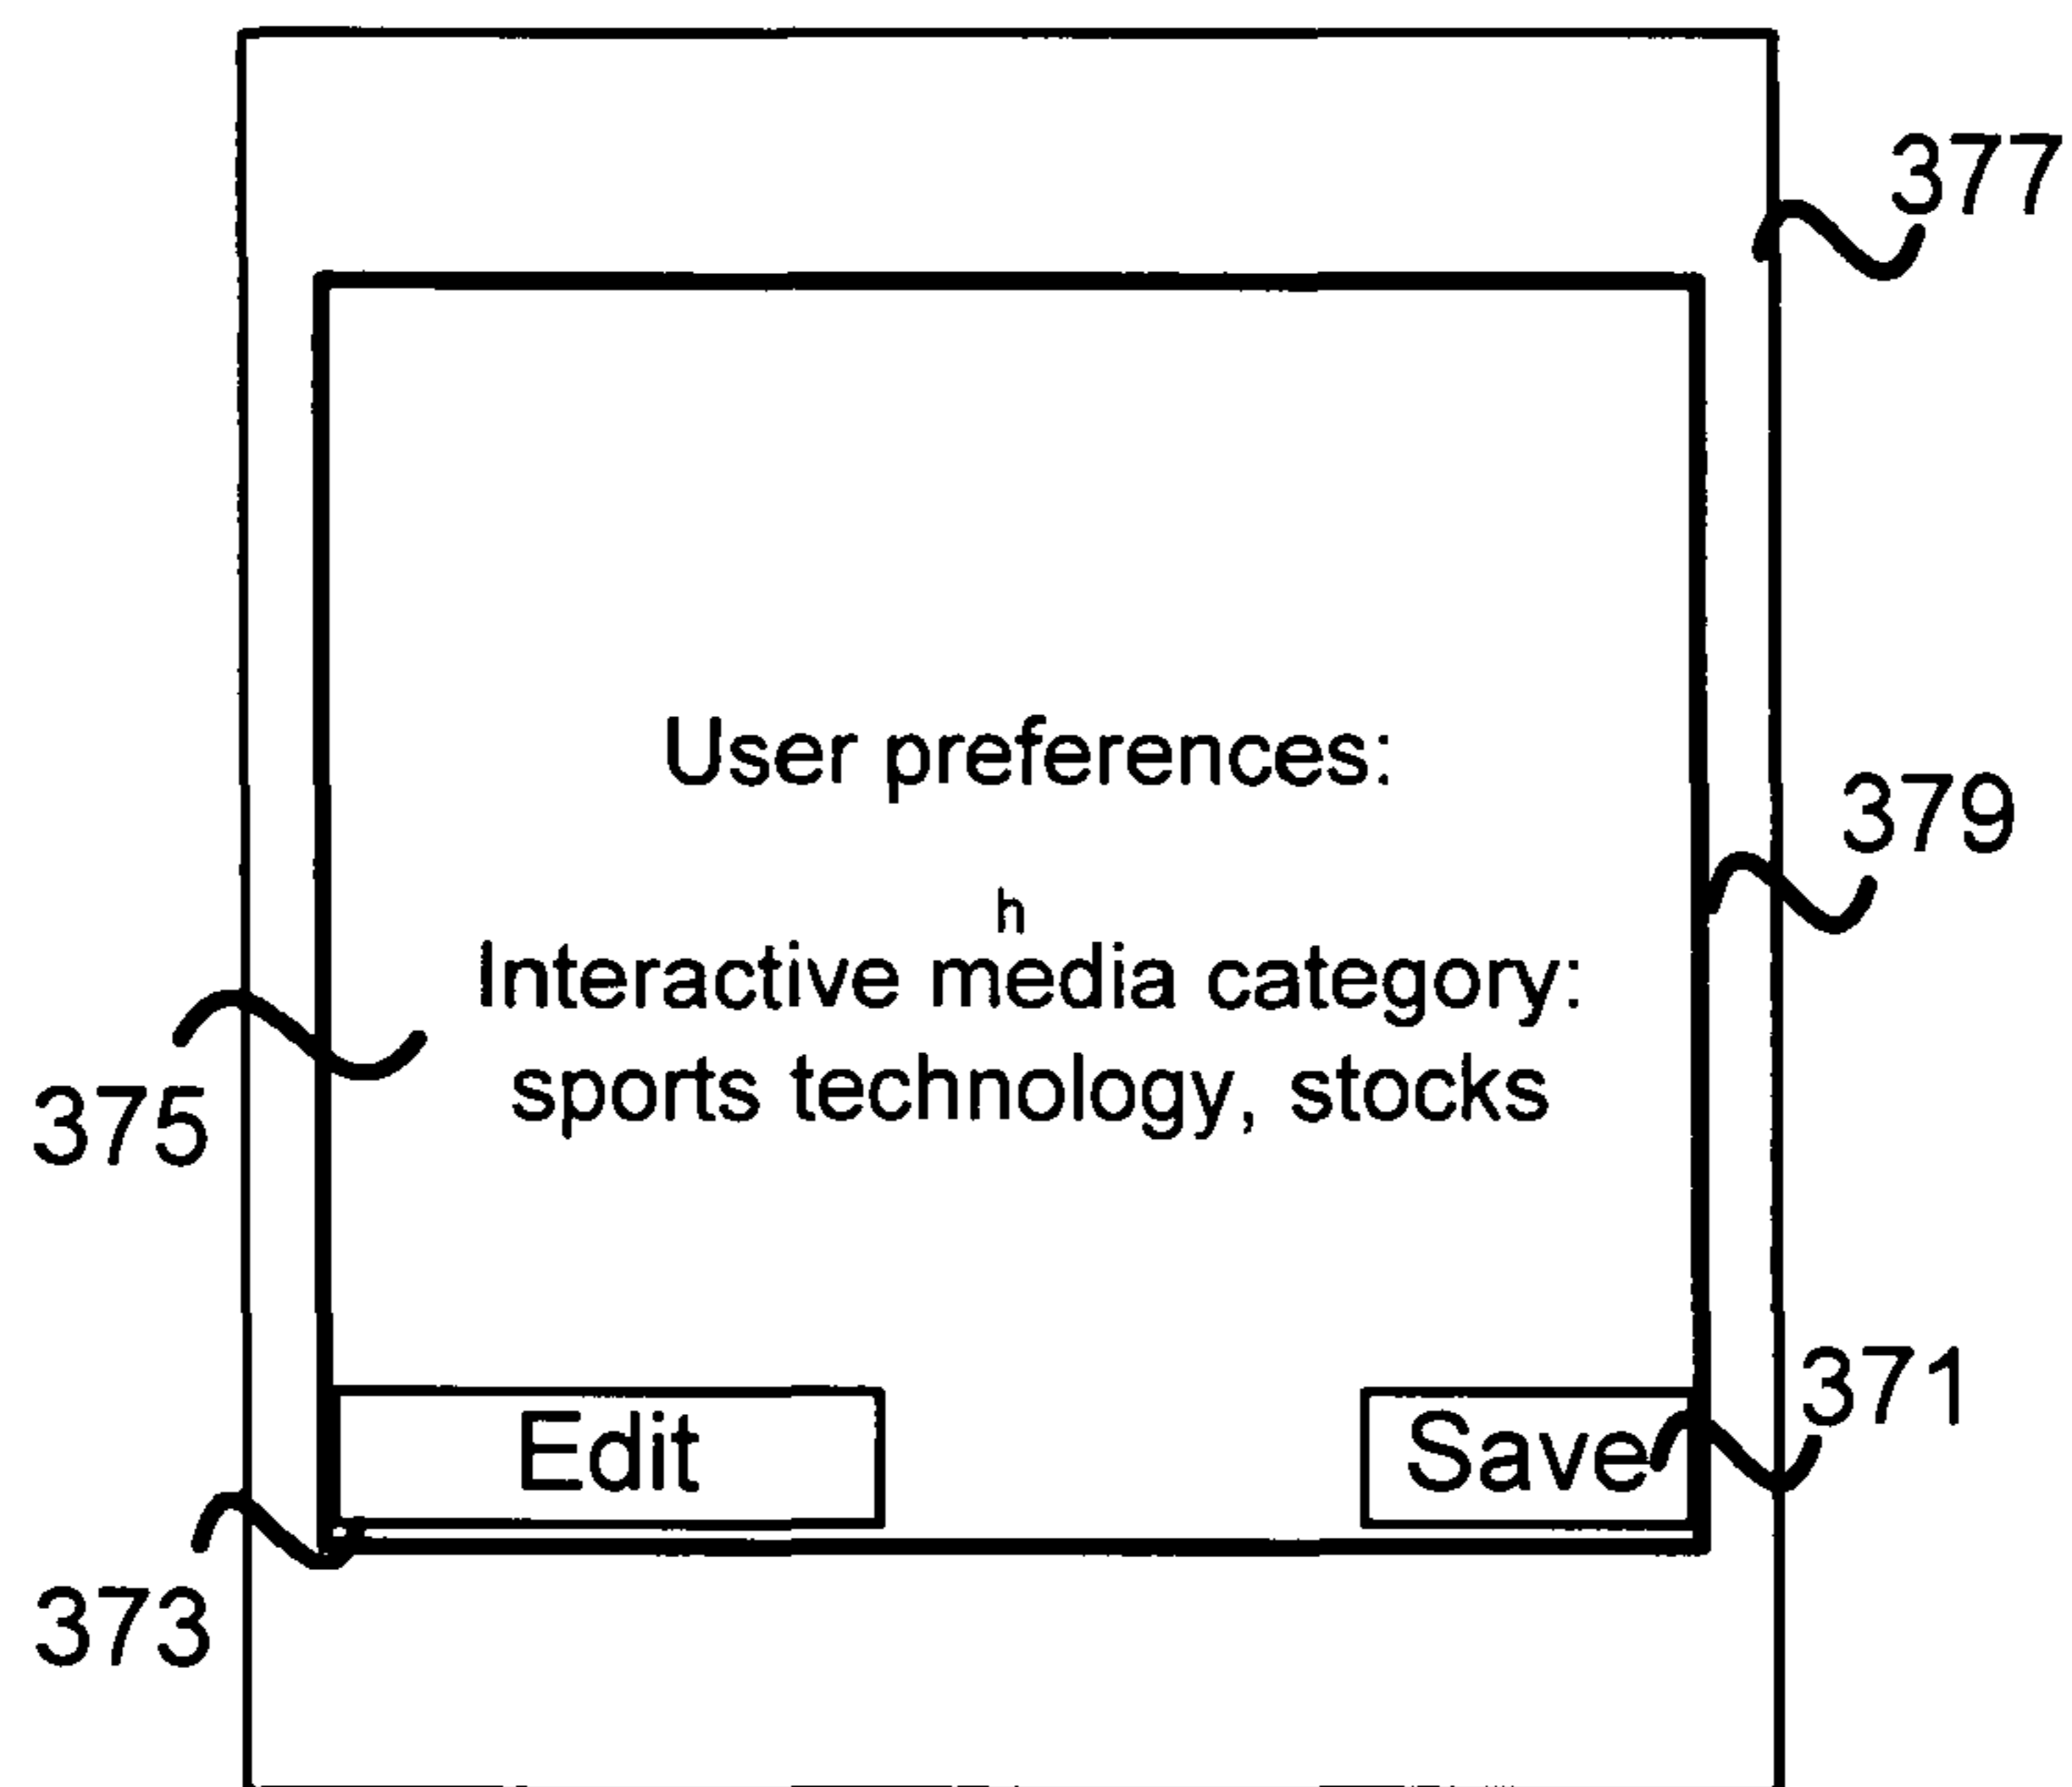 377
User preferences:
379
h
Interactive media category:
sports technology, stocks
375
371
Edit
Save
373